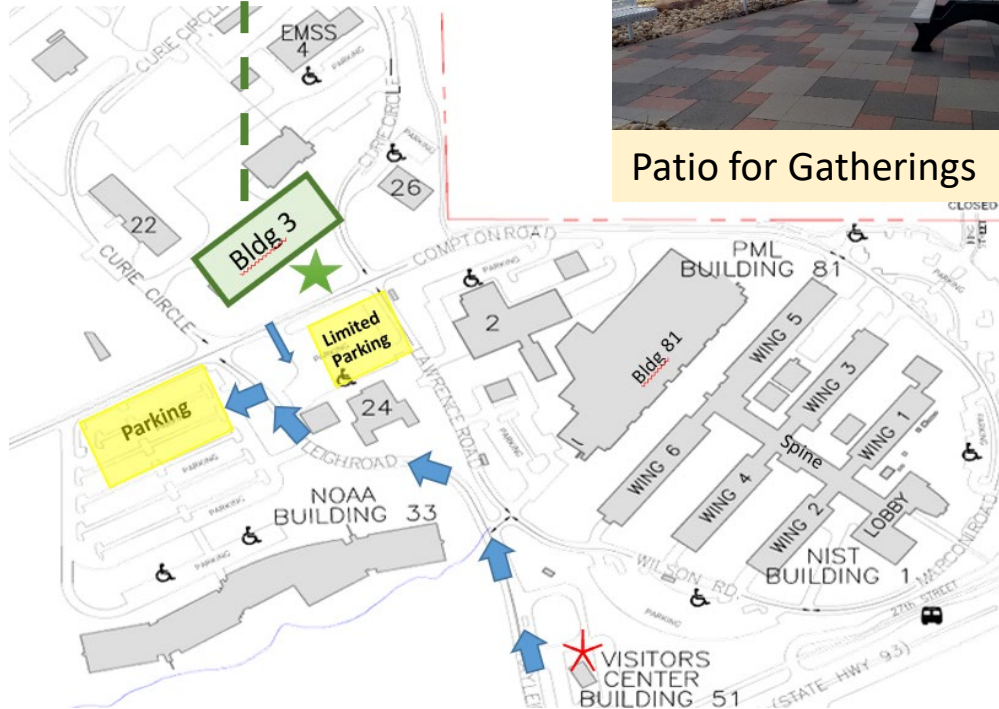 EMSS
4
PARKING
CURIE CIRCLE
CURIE CIRCLE
PARKING
Patio for Gatherings
CLOSED
26
22
Bldg 3
CURIE CIRCLE
COMPTON ROAD
PML
BUILDING 81
PARKING
PARKING
2
Limited
Parking
PARKING
Bldg 81
WING 5
WING 3
WING 1
WING 6
WING 4
WING 2
Spine
LOBBY
24
Parking
PARKING
PARKING
PARKING
PARKING
PARKING
LEIGH ROAD
NOAA
BUILDING 33
NIST
BUILDING 1
MARCONI ROAD
WILSON RD.
PARKING
27th STREET
(STATE HWY 93)
VISITORS
CENTER
BUILDING 51